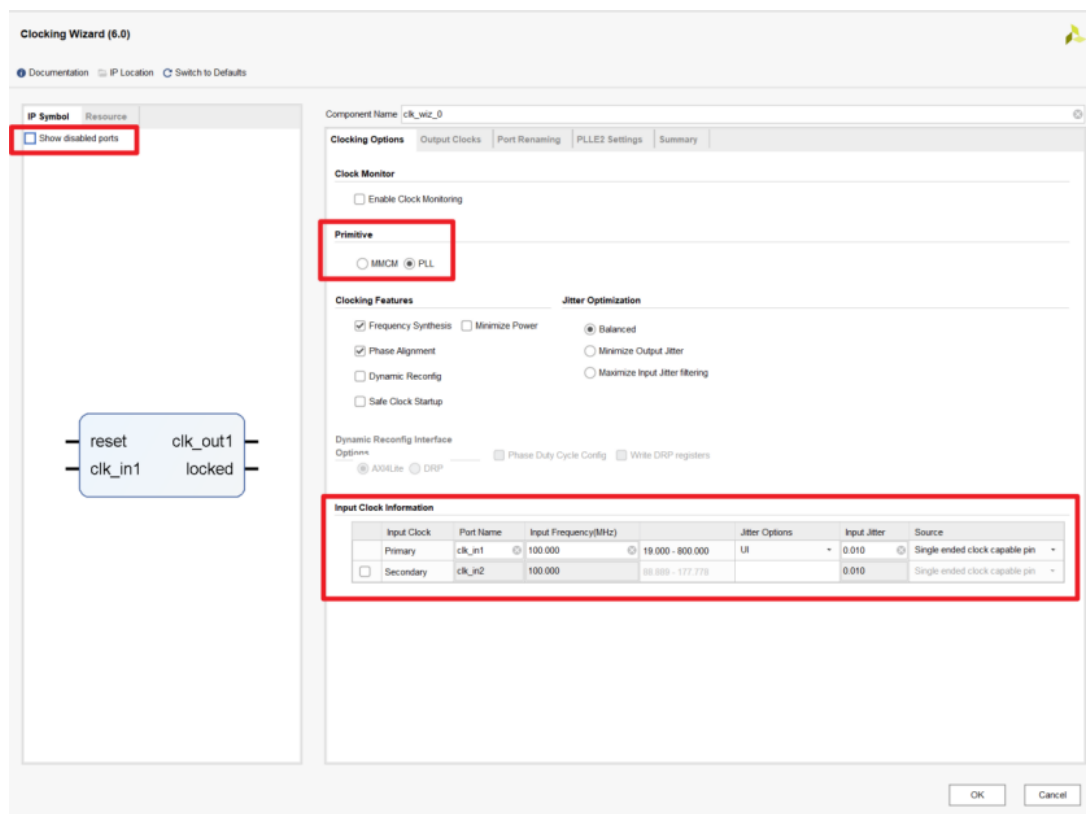 Clocking Wizard (6.0)
Documentation IP Location Switch to Defaults
IP Symbol Resource
Show disabled ports
reset clk_out1
clk_in1 locked
Component Name clk_wiz_0
Clocking Options Output Clocks Port Renaming PLLE2 Settings Summary
Clock Monitor
Enable Clock Monitoring
Primitive
MMCM PLL
Clocking Features Jitter Optimization
Frequency Synthesis Minimize Power Balanced
Phase Alignment Minimize Output Jitter
Dynamic Reconfig Maximize Input Jitter filtering
Safe Clock Startup
Dynamic Reconfig Interface
Options Phase Duty Cycle Config Write DRP registers
AXI4Lite DRP
Input Clock Information
Input Clock Port Name Input Frequency(MHz) Jitter Options Input Jitter Source
Primary clk_in1 100.000 19.000 - 800.000 UI 0.010 Single ended clock capable pin
Secondary clk_in2 100.000 - 177.778 0.010 Single ended clock capable pin
OK Cancel